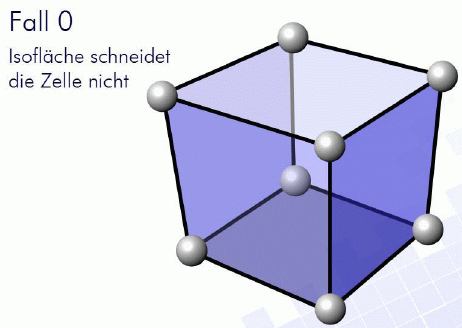 Fall 0
Isofläche schneidet
die Zelle nicht